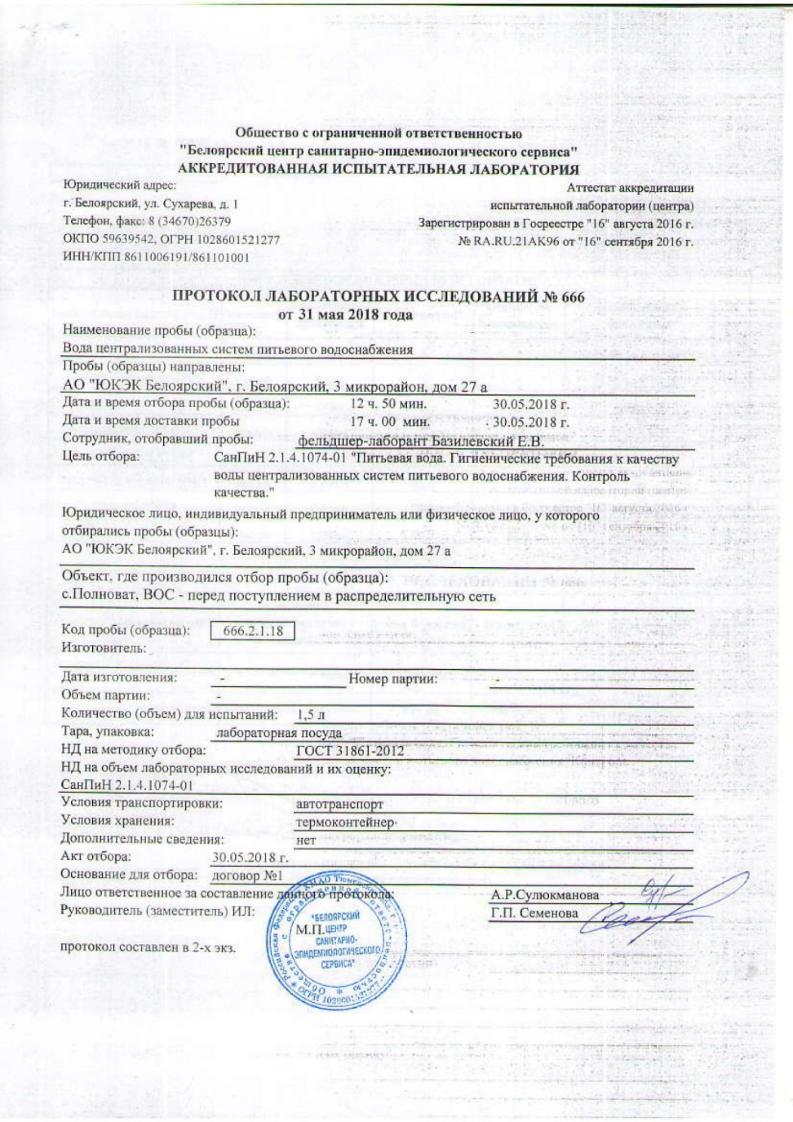 Общество с ограниченной ответственностью
"Белоярский центр санитарно-эпидемиологического сервиса"
АККРЕДИТОВАННАЯ ИСПЫТАТЕЛЬНАЯ ЛАБОРАТОРИЯ
Юридический адрес:
г. Белоярский, ул. Сухарева, д. 1
Телефон, факс: 8 (34670)26379
ОКПО 59639542, ОГРН 1028601521277
ИНН/КПП 8611006191/861101001
Аттестат аккредитации
испытательной лаборатории (центра)
Зарегистрирован в Госреестре "16" августа 2016 г.
№ RA.RU.21АК96 от "16" сентября 2016 г.
ПРОТОКОЛ ЛАБОРАТОРНЫХ ИССЛЕДОВАНИЙ № 666
от 31 мая 2018 года
Наименование пробы (образца):
Вода централизованных систем питьевого водоснабжения
Пробы (образцы) направлены:
АО "ЮКЭК Белоярский", г. Белоярский, 3 микрорайон, дом 27 а
Дата и время отбора пробы (образца): 12 ч. 50 мин. 30.05.2018 г.
Дата и время доставки пробы 17 ч. 00 мин. 30.05.2018 г.
Сотрудник, отобравший пробы: фельдшер-лаборант Базилевский Е.В.
Цель отбора: СанПиН 2.1.4.1074-01 "Питьевая вода. Гигиенические требования к качеству
воды централизованных систем питьевого водоснабжения. Контроль
качества."
Юридическое лицо, индивидуальный предприниматель или физическое лицо, у которого
отбирались пробы (образцы):
АО "ЮКЭК Белоярский", г. Белоярский, 3 микрорайон, дом 27 а
Объект, где производился отбор пробы (образца):
с.Полноват, ВОС - перед поступлением в распределительную сеть
Код пробы (образца): 666.2.1.18
Изготовитель:
Дата изготовления: - Номер партии: -
Объем партии: -
Количество (объем) для испытаний: 1,5 л
Тара, упаковка: лабораторная посуда
НД на методику отбора: ГОСТ 31861-2012
НД на объем лабораторных исследований и их оценку:
СанПиН 2.1.4.1074-01
Условия транспортировки: автотранспорт
Условия хранения: термоконтейнер
Дополнительные сведения: нет
Акт отбора: 30.05.2018 г.
Основание для отбора: договор №1
Лицо ответственное за составление данного протокола: А.Р.Сулюкманова
Руководитель (заместитель) ИЛ: Г.П. Семенова
М.П.
"БЕЛОЯРСКИЙ
ЦЕНТР
САНИТАРНО-
ЭПИДЕМИОЛОГИЧЕСКОГО
СЕРВИСА"
протокол составлен в 2-х экз.